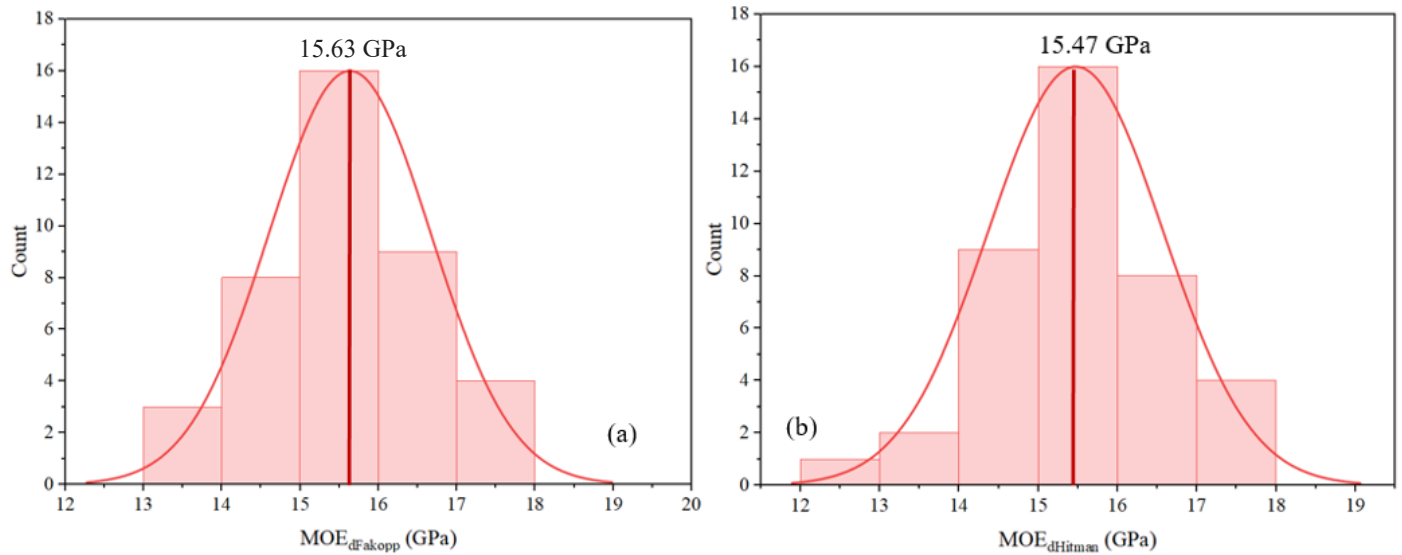 15.63 GPa
18
16
14
12
10
8
6
4
2
0
Count
(a)
12 13 14 15 16 17 18 19 20
MOEdFakopp (GPa)
15.47 GPa
18
16
14
12
10
8
6
4
2
0
Count
(b)
12 13 14 15 16 17 18 19
MOEdHitman (GPa)